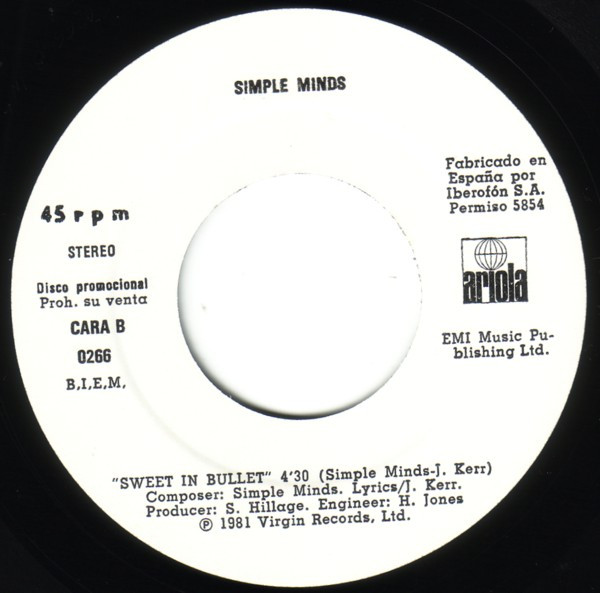 SIMPLE MINDS
45 rpm
STEREO
Disco promocional
Proh. su venta
CARA B
0266
B,I,E,M,
Fabricado en
España por
Iberofón S.A.
Permiso 5854
ariola
EMI Music Pu-
blishing Ltd.
"SWEET IN BULLET" 4'30 (Simple Minds-J. Kerr)
Composer: Simple Minds. Lyrics/J. Kerr.
Producer: S. Hillage. Engineer: H. Jones
℗ 1981 Virgin Records, Ltd.